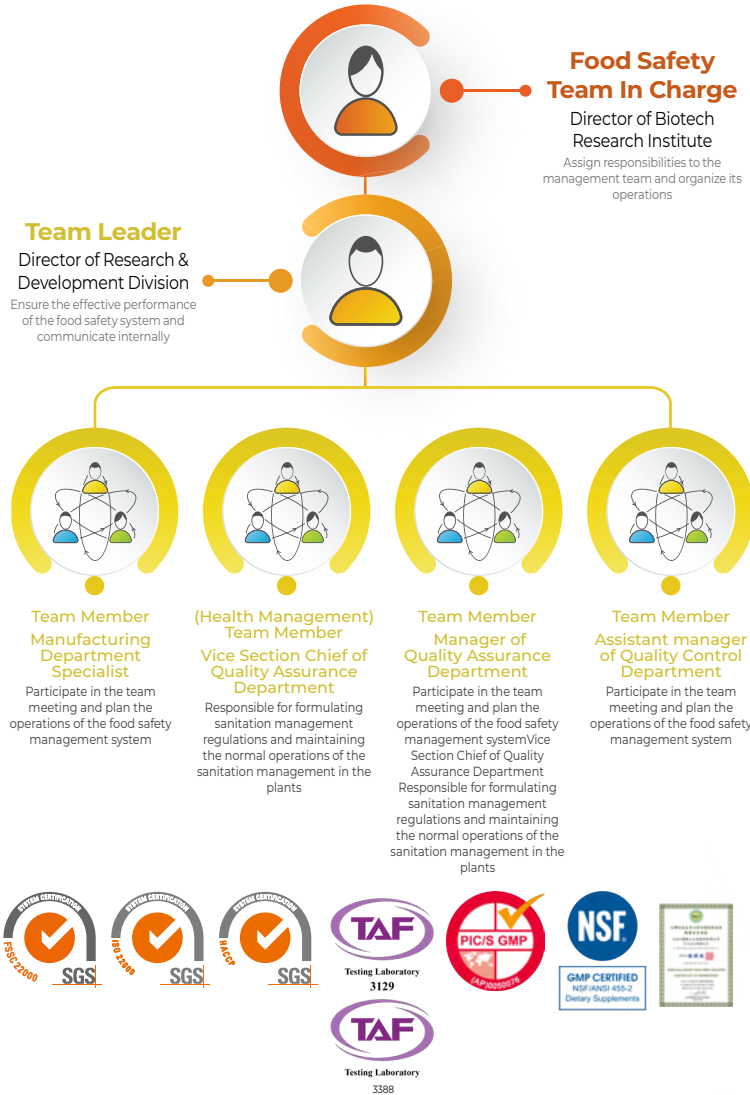 Food Safety
Team In Charge
Director of Biotech
Research Institute
Assign responsibilities to the
management team and organize its
operations
Team Leader
Director of Research &
Development Division
Ensure the effective performance
of the food safety system and
communicate internally
Team Member
Manufacturing
Department
Specialist
Participate in the team
meeting and plan the
operations of the food safety
management system
(Health Management)
Team Member
Vice Section Chief of
Quality Assurance
Department
Responsible for formulating
sanitation management
regulations and maintaining
the normal operations of the
sanitation management in the
plants
Team Member
Manager of
Quality Assurance
Department
Participate in the team
meeting and plan the
operations of the food safety
management systemVice
Section Chief of Quality
Assurance Department
Responsible for formulating
sanitation management
regulations and maintaining
the normal operations of the
sanitation management in the
plants
Team Member
Assistant manager
of Quality Control
Department
Participate in the team
meeting and plan the
operations of the food safety
management system
SYSTEM CERTIFICATION
FSSC 22000
SGS
SYSTEM CERTIFICATION
ISO 22000
SGS
SYSTEM CERTIFICATION
HACCP
SGS
TAF
Testing Laboratory
3129
PIC/S GMP
(AP)0050076
NSF
GMP CERTIFIED
NSF/ANSI 455-2
Dietary Supplements
TAF
Testing Laboratory
3388